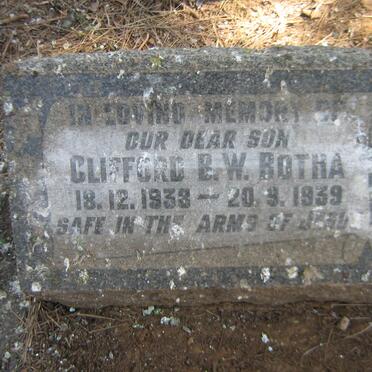 IN LOVING MEMORY OF
OUR DEAR SON
CLIFFORD B.W. BOTHA
18.12.1938 — 20.9.1939
SAFE IN THE ARMS OF